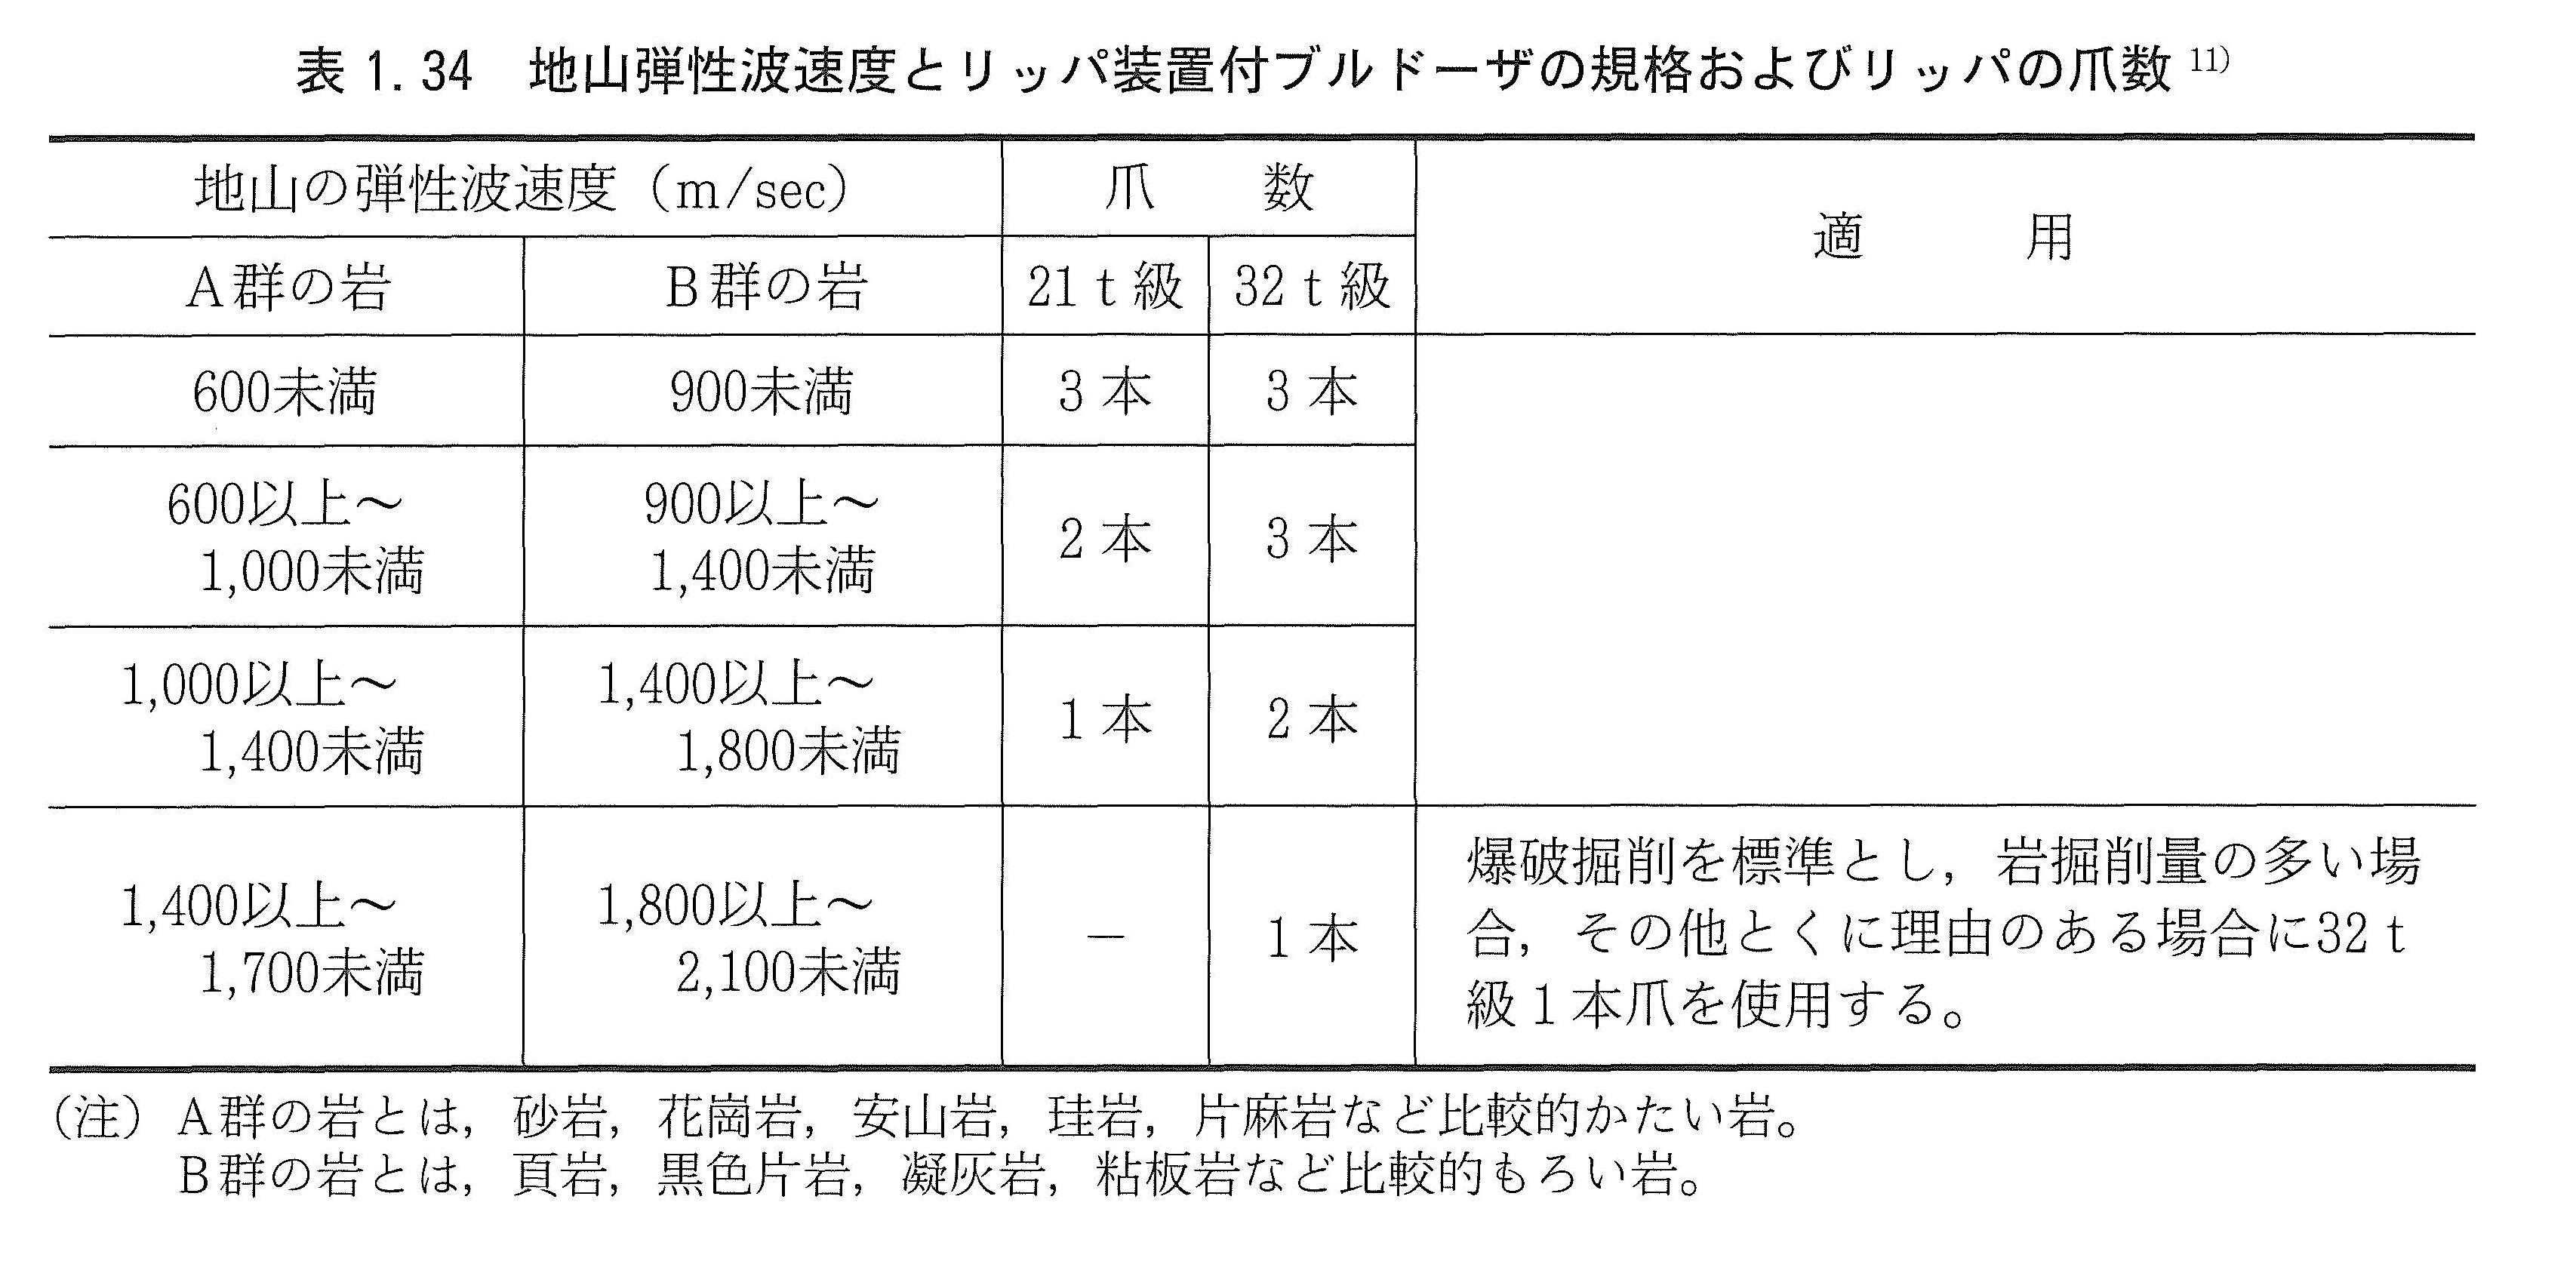 表1.34 地山弾性波速度とリッパ装置付ブルドーザの規格およびリッパの爪数 11)
地山の弾性波速度（m/sec） 爪 数 適 用
A群の岩 B群の岩 21t級 32t級
600未満 900未満 3本 3本
600以上～ 900以上～
1,000未満 1,400未満 2本 3本
1,000以上～ 1,400以上～
1,400未満 1,800未満 1本 2本
1,400以上～ 1,800以上～
1,700未満 2,100未満 － 1本
爆破掘削を標準とし，岩掘削量の多い場
合，その他とくに理由のある場合に32t
級1本爪を使用する。
（注）A群の岩とは，砂岩，花崗岩，安山岩，珪岩，片麻岩など比較的かたい岩。
B群の岩とは，頁岩，黒色片岩，凝灰岩，粘板岩など比較的もろい岩。